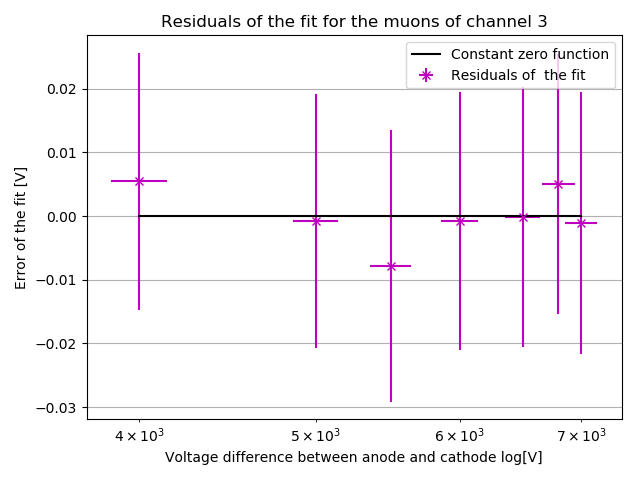 Residuals of the fit for the muons of channel 3
Constant zero function
Residuals of  the fit
Error of the fit [V]
0.02
0.01
0.00
−0.01
−0.02
−0.03
4 × 10³
5 × 10³
6 × 10³
7 × 10³
Voltage difference between anode and cathode log[V]